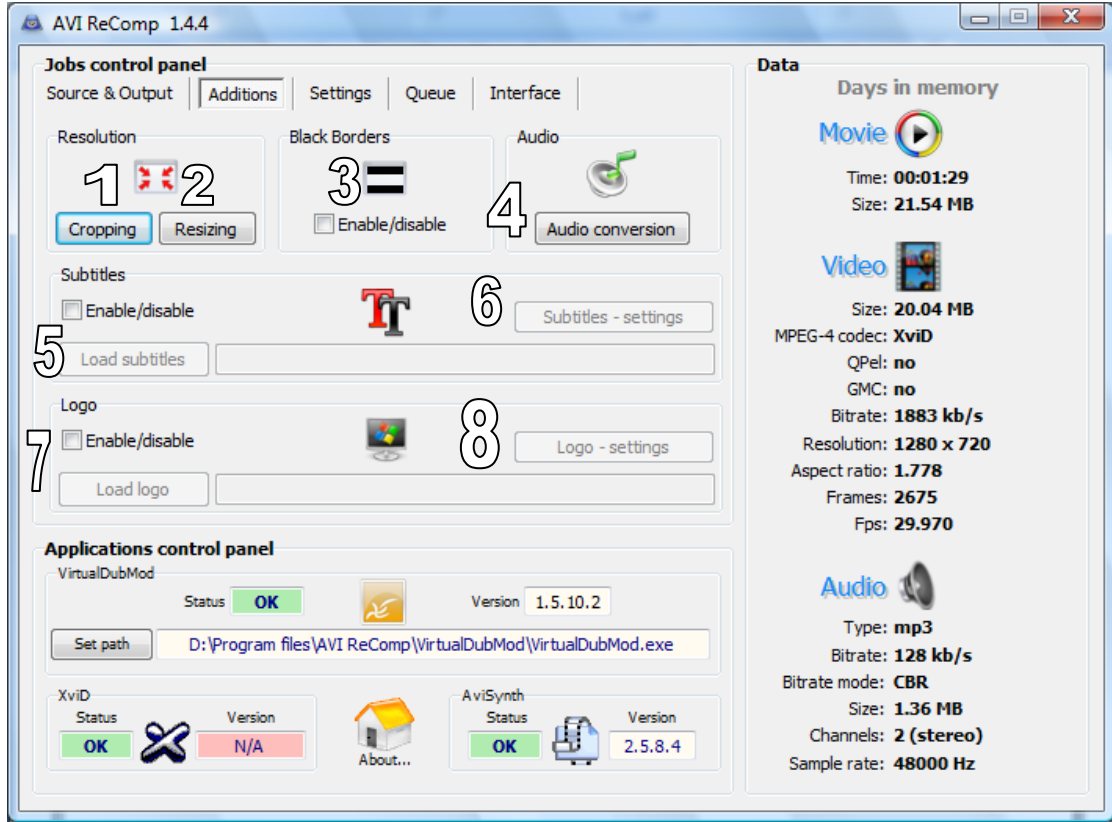 AVI ReComp 1.4.4
Jobs control panel
Source & Output Additions Settings Queue Interface
Resolution
1 2
Cropping Resizing
Black Borders
3
Enable/disable
Audio
4
Audio conversion
Subtitles
Enable/disable
6
Subtitles - settings
TT
5
Load subtitles
Logo
7
Enable/disable
8
Logo - settings
Load logo
Applications control panel
VirtualDubMod
Status OK Version 1.5.10.2
Set path D:\Program files\AVI ReComp\VirtualDubMod\VirtualDubMod.exe
XviD
Status Version
OK N/A
About...
AviSynth
Status Version
OK 2.5.8.4
Data
Days in memory
Movie
Time: 00:01:29
Size: 21.54 MB
Video
Size: 20.04 MB
MPEG-4 codec: XviD
QPel: no
GMC: no
Bitrate: 1883 kb/s
Resolution: 1280 x 720
Aspect ratio: 1.778
Frames: 2675
Fps: 29.970
Audio
Type: mp3
Bitrate: 128 kb/s
Bitrate mode: CBR
Size: 1.36 MB
Channels: 2 (stereo)
Sample rate: 48000 Hz